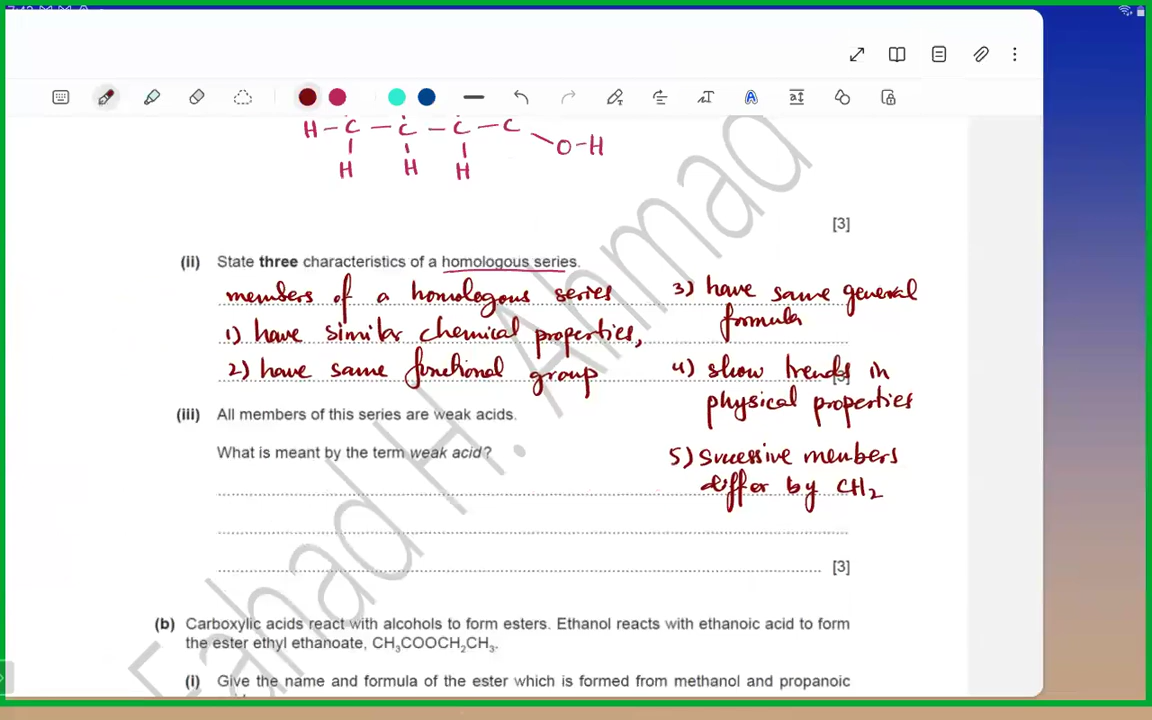 H-C-C-C-C
O-H
H H H
[3]
(ii) State three characteristics of a homologous series.
members of a homologous series
1) have similar chemical properties,
2) have same functional group
3) have same general
formula
4) show trends in
physical properties
5) successive members
differ by CH₂
(iii) All members of this series are weak acids.
What is meant by the term weak acid?
[3]
(b) Carboxylic acids react with alcohols to form esters. Ethanol reacts with ethanoic acid to form
the ester ethyl ethanoate, CH₃COOCH₂CH₃.
(i) Give the name and formula of the ester which is formed from methanol and propanoic
Fahad H. Ahmad